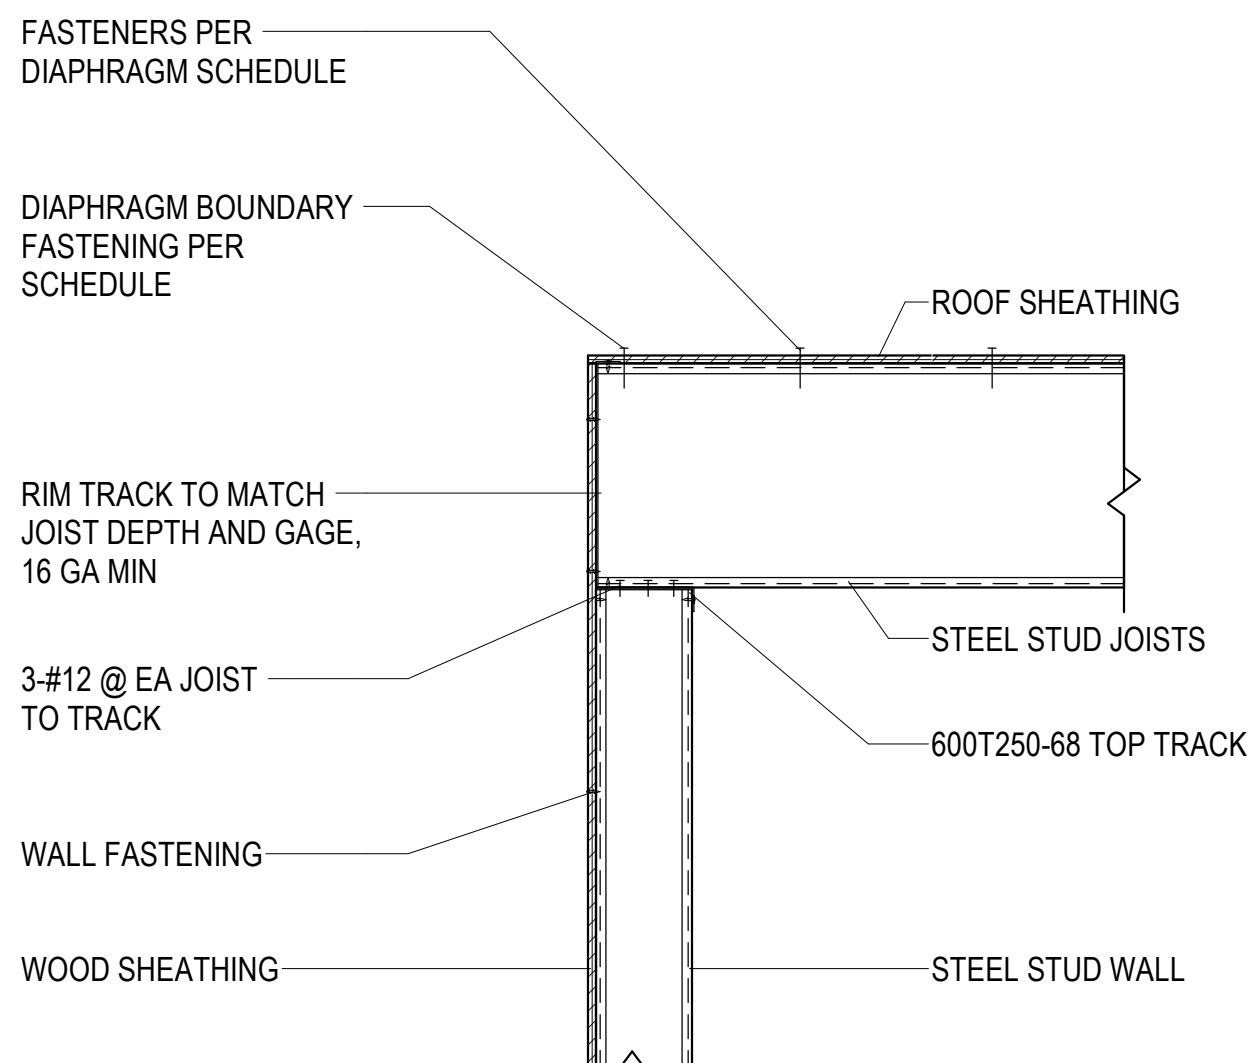 FASTENERS PER
DIAPHRAGM SCHEDULE
DIAPHRAGM BOUNDARY
FASTENING PER
SCHEDULE
ROOF SHEATHING
RIM TRACK TO MATCH
JOIST DEPTH AND GAGE,
16 GA MIN
STEEL STUD JOISTS
3-#12 @ EA JOIST
TO TRACK
600T250-68 TOP TRACK
WALL FASTENING
WOOD SHEATHING
STEEL STUD WALL